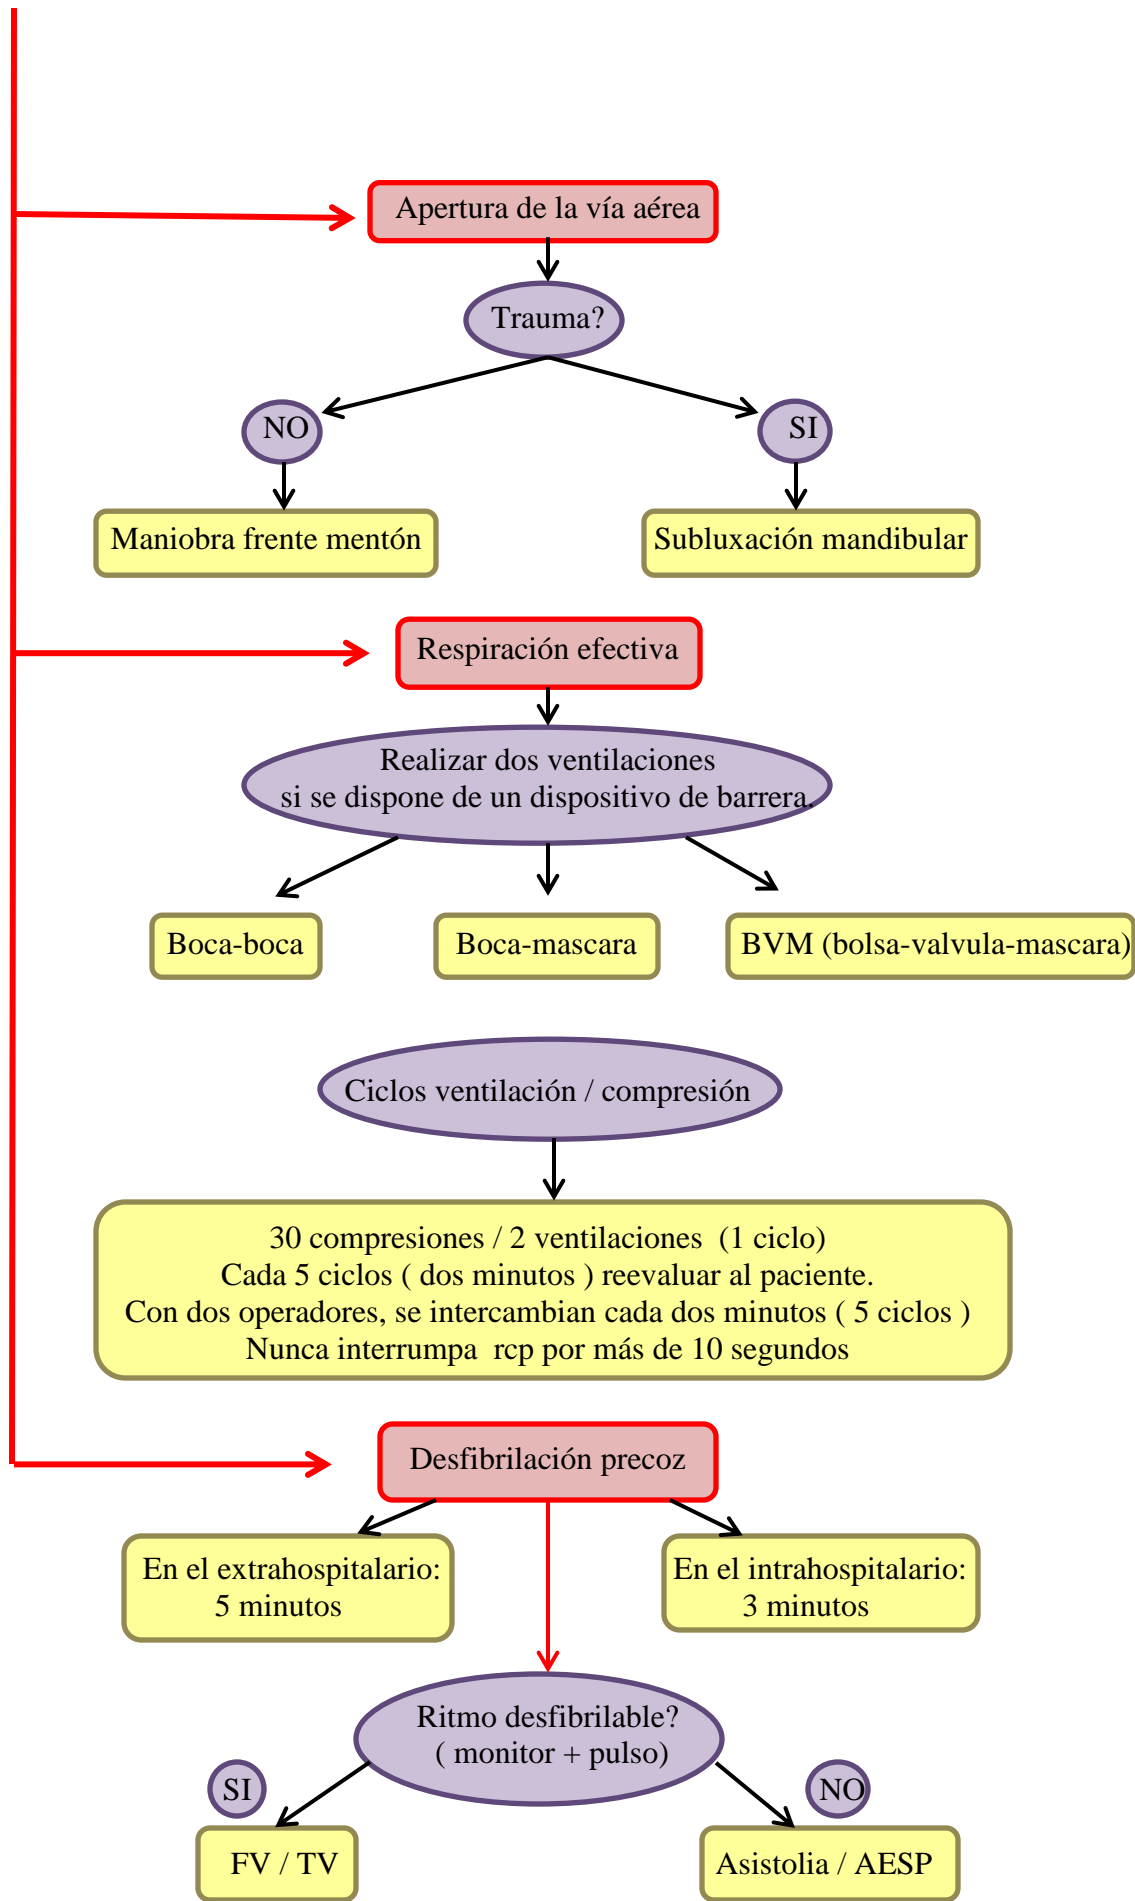 Apertura de la vía aérea
Trauma?
NO
SI
Maniobra frente mentón
Subluxación mandibular
Respiración efectiva
Realizar dos ventilaciones
si se dispone de un dispositivo de barrera.
Boca-boca
Boca-mascara
BVM (bolsa-valvula-mascara)
Ciclos ventilación / compresión
30 compresiones / 2 ventilaciones (1 ciclo)
Cada 5 ciclos ( dos minutos ) reevaluar al paciente.
Con dos operadores, se intercambian cada dos minutos ( 5 ciclos )
Nunca interrumpa rcp por más de 10 segundos
Desfibrilación precoz
En el extrahospitalario:
5 minutos
En el intrahospitalario:
3 minutos
Ritmo desfibrilable?
( monitor + pulso)
SI
NO
FV / TV
Asistolia / AESP